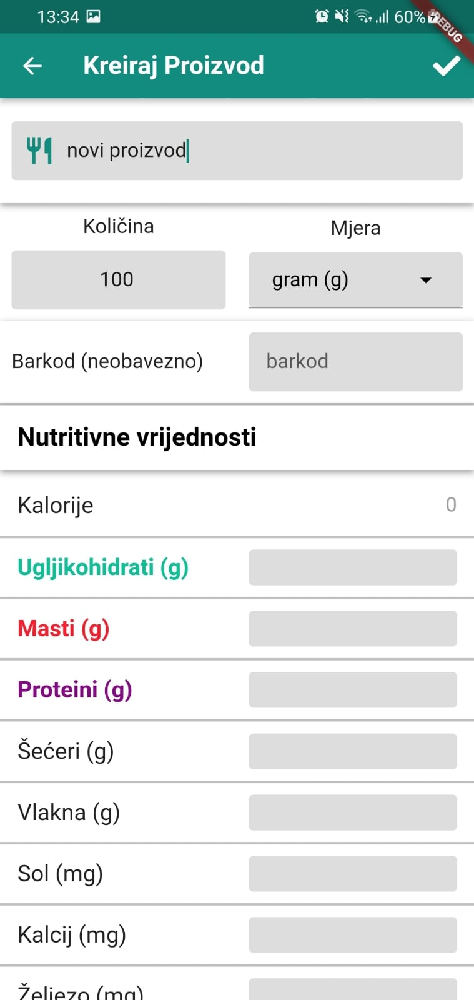 13:34 60%
DEBUG
Kreiraj Proizvod
novi proizvod
Količina Mjera
100 gram (g)
Barkod (neobavezno) barkod
Nutritivne vrijednosti
Kalorije 0
Ugljikohidrati (g)
Masti (g)
Proteini (g)
Šećeri (g)
Vlakna (g)
Sol (mg)
Kalcij (mg)
Željezo (mg)